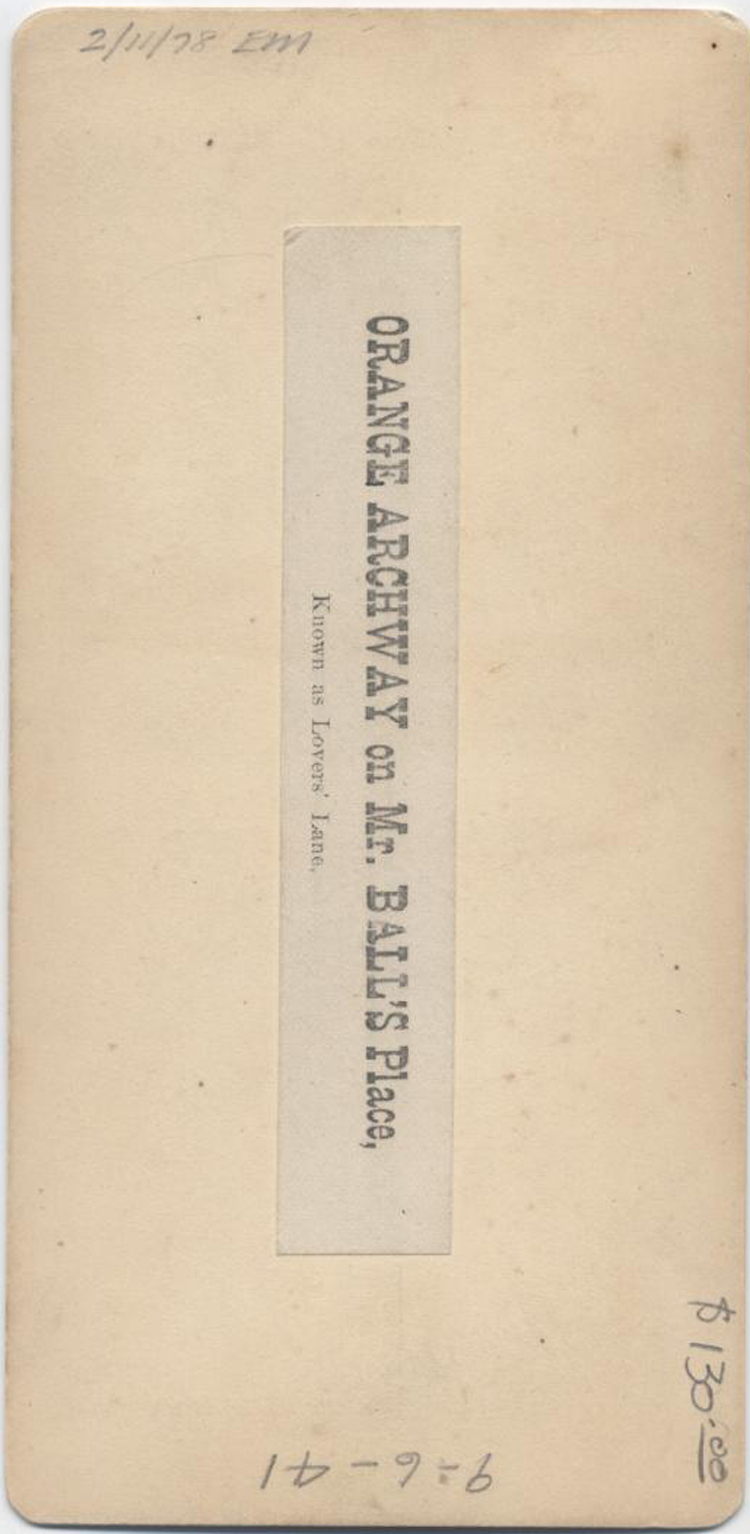 2/11/78 EM
ORANGE ARCHWAY on Mr. BALL'S Place,
Known as Lovers' Lane.
$130.00
9-6-41